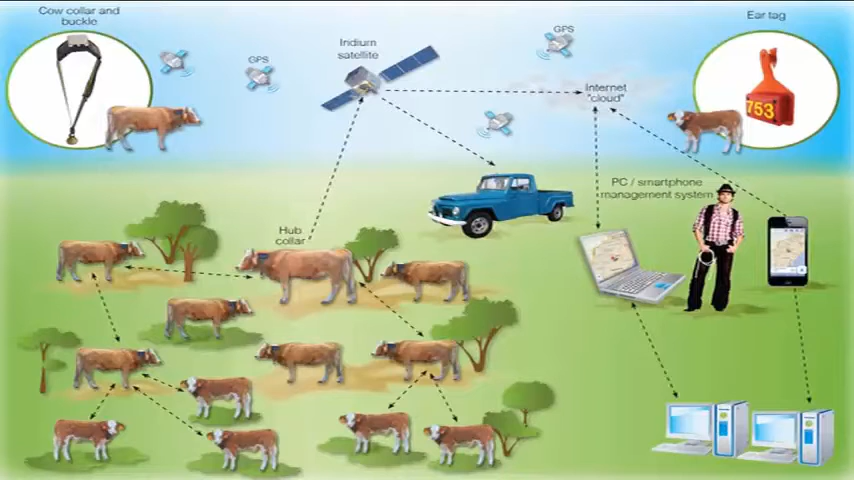 Cow collar and
buckle
GPS
Iridium
satellite
GPS
Internet
"cloud"
Ear tag
753
PC / smartphone
management system
Hub
collar